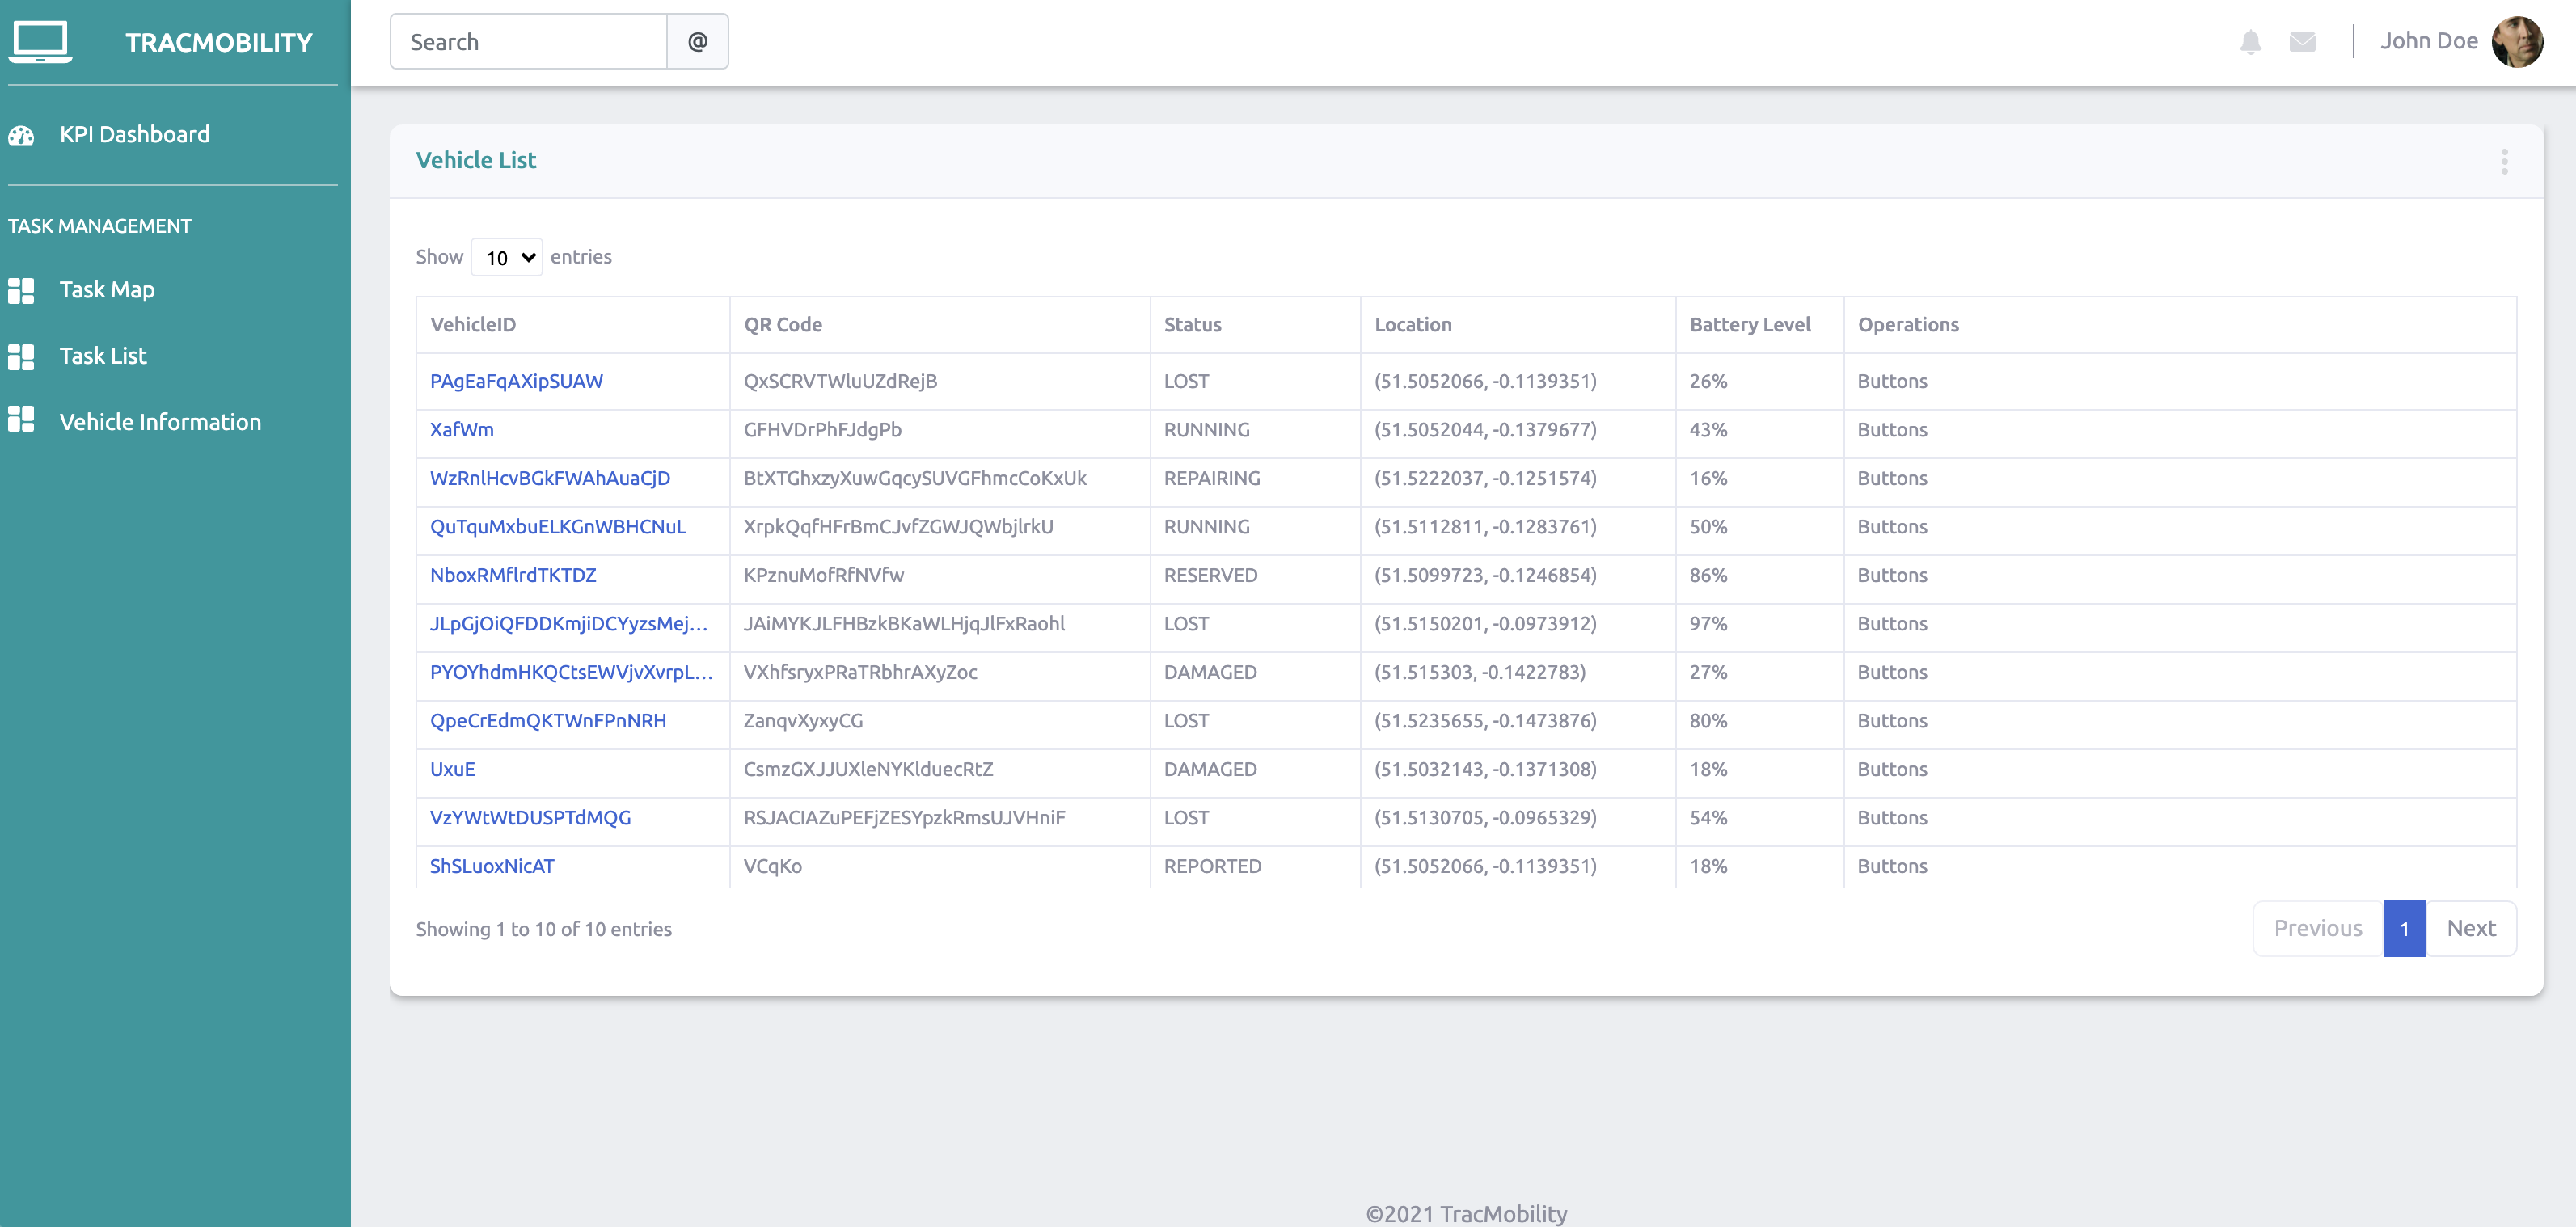 TRACMOBILITY
Search @ John Doe
KPI Dashboard
TASK MANAGEMENT
Task Map
Task List
Vehicle Information
Vehicle List
Show 10 entries
VehicleID QR Code Status Location Battery Level Operations
PAgEaFqAXipSUAW QxSCRVTWluUZdRejB LOST (51.5052066, -0.1139351) 26% Buttons
XafWm GFHVDrPhFJdgPb RUNNING (51.5052044, -0.1379677) 43% Buttons
WzRnlHcvBGkFWAhAuaCjD BtXTGhxzyXuwGqcySUVGFhmcCoKxUk REPAIRING (51.5222037, -0.1251574) 16% Buttons
QuTquMxbuELKGnWBHCNuL XrpkQqfHFrBmCJvfZGWJQWbjlrkU RUNNING (51.5112811, -0.1283761) 50% Buttons
NboxRMflrdTKTDZ KPznuMofRfNVfw RESERVED (51.5099723, -0.1246854) 86% Buttons
JLpGjOiQFDDKmjiDCYyzsMej... JAiMYKJLFHBzkBKaWLHjqJlFxRaohl LOST (51.5150201, -0.0973912) 97% Buttons
PYOYhdmHKQCtsEWVjvXvrpL... VXhfsryxPRaTRbhrAXyZoc DAMAGED (51.515303, -0.1422783) 27% Buttons
QpeCrEdmQKTWnFPnNRH ZanqvXyxyCG LOST (51.5235655, -0.1473876) 80% Buttons
UxuE CsmzGXJJUXleNYKlduecRtZ DAMAGED (51.5032143, -0.1371308) 18% Buttons
VzYWtWtDUSPTdMQG RSJACIAZuPEFjZESYpzkRmsUJVHniF LOST (51.5130705, -0.0965329) 54% Buttons
ShSLuoxNicAT VCqKo REPORTED (51.5052066, -0.1139351) 18% Buttons
Showing 1 to 10 of 10 entries
Previous 1 Next
©2021 TracMobility